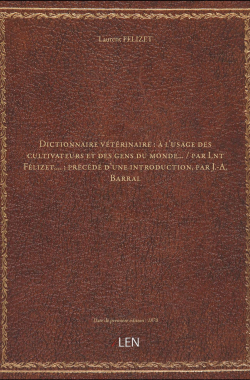 Laurent FÉLIZET
DICTIONNAIRE VÉTÉRINAIRE : À L'USAGE DES
CULTIVATEURS ET DES GENS DU MONDE... / PAR LNT
FÉLIZET,... ; PRÉCÉDÉ D'UNE INTRODUCTION, PAR J.-A.
BARRAL
Date de première édition : 1870
LEN